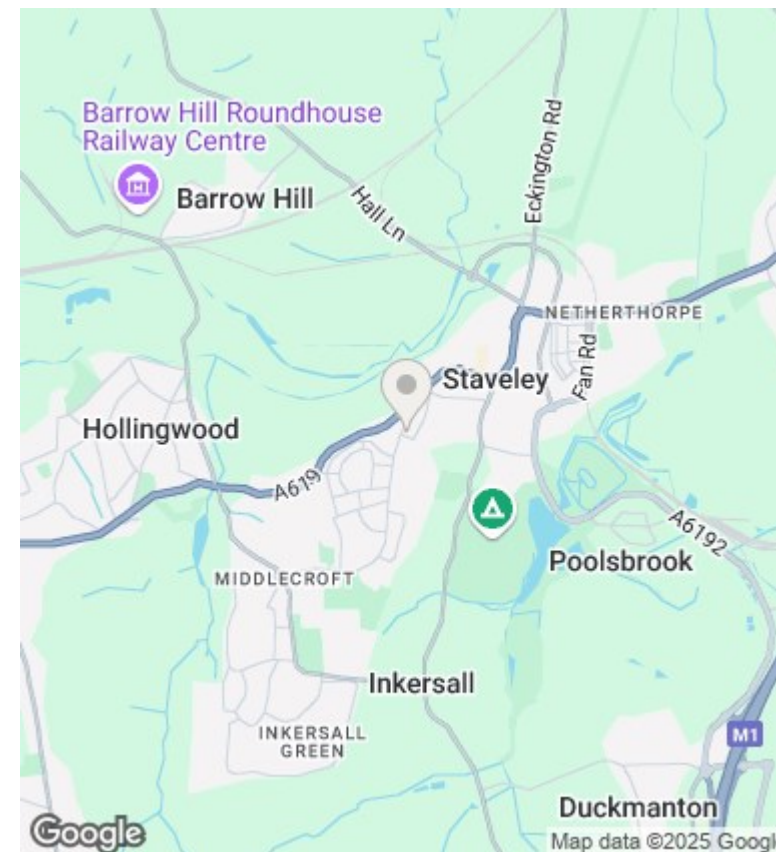 Barrow Hill Roundhouse
Railway Centre
Barrow Hill
Hall Ln
Eckington Rd
NETHERTHORPE
Fan Rd
Staveley
Hollingwood
A619
A6192
Poolsbrook
MIDDLECROFT
Inkersall
INKERSALL
GREEN
M1
Duckmanton
Google
Map data ©2025 Googl